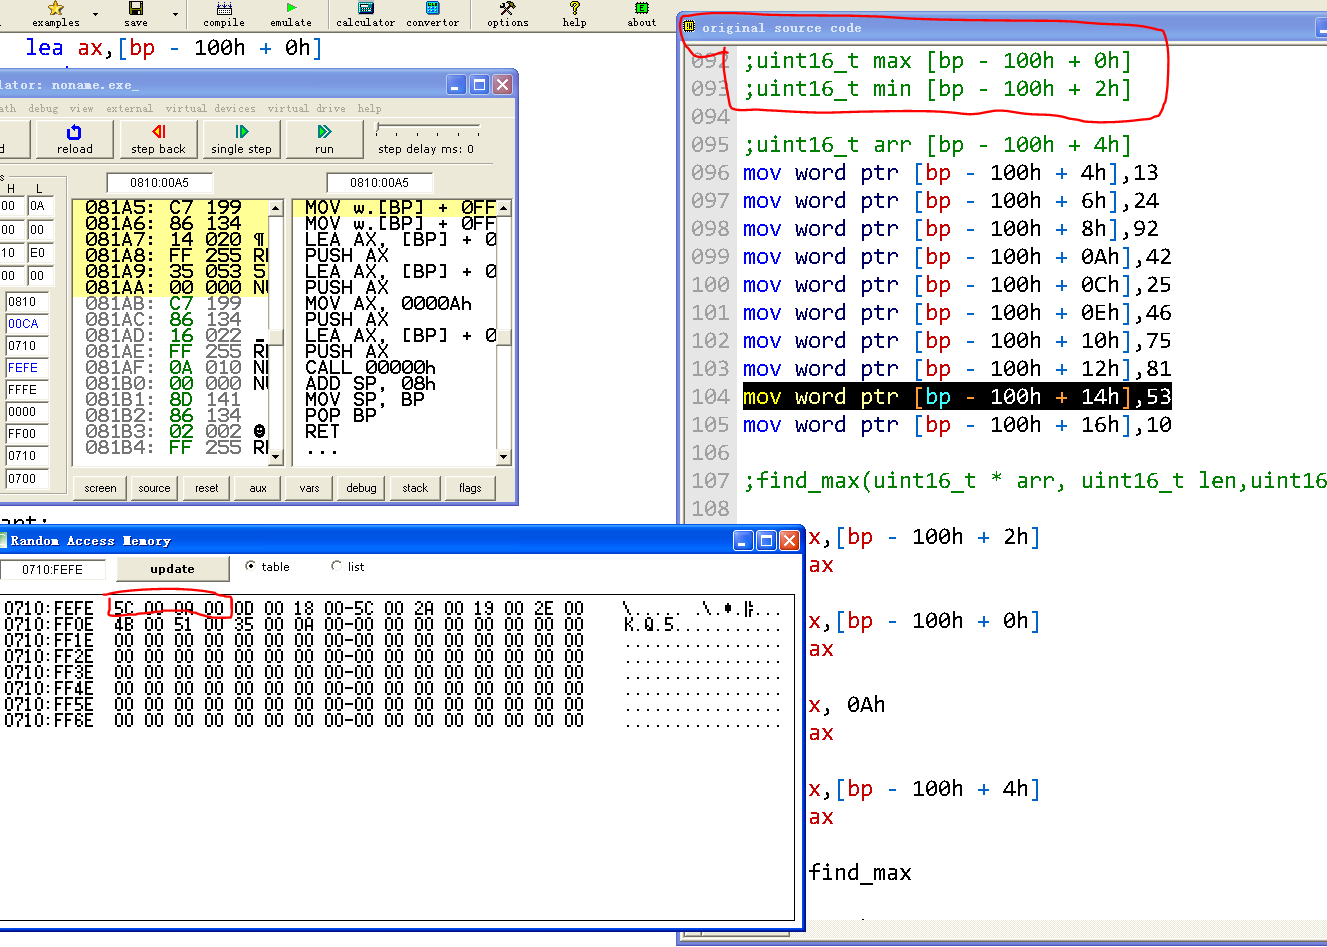 examples save compile emulate calculator convertor options help about
lea ax,[bp - 100h + 0h]
lator: noname.exe_
ath debug view external virtual devices virtual drive help
d reload step back single step run step delay ms: 0
0810:00A5 0810:00A5
H L
00 0A
00 00
10 E0
00 00
0810
00CA
0710
FEFE
FFFE
0000
FF00
0710
0700
081A5: C7 199
081A6: 86 134
081A7: 14 020 ¶
081A8: FF 255 RE
081A9: 35 053 5
081AA: 00 000 NU
081AB: C7 199
081AC: 86 134
081AD: 16 022 _
081AE: FF 255 RE
081AF: 0A 010 NE
081B0: 00 000 NU
081B1: 8D 141
081B2: 86 134
081B3: 02 002 ☻
081B4: FF 255 RE
MOV w.[BP] + 0FF
MOV w.[BP] + 0FF
LEA AX, [BP] + 0
PUSH AX
LEA AX, [BP] + 0
PUSH AX
MOV AX, 0000Ah
PUSH AX
LEA AX, [BP] + 0
PUSH AX
CALL 00000h
ADD SP, 08h
MOV SP, BP
POP BP
RET
...
screen source reset aux vars debug stack flags
Random Access Memory
0710:FEFE update table list
0710:FEFE 5C 00 0A 00 0D 00 18 00-5C 00 2A 00 19 00 2E 00
0710:FF0E 4B 00 51 00 35 00 0A 00-00 00 00 00 00 00 00 00 K.Q.5...........
0710:FF1E 00 00 00 00 00 00 00 00-00 00 00 00 00 00 00 00 ................
0710:FF2E 00 00 00 00 00 00 00 00-00 00 00 00 00 00 00 00 ................
0710:FF3E 00 00 00 00 00 00 00 00-00 00 00 00 00 00 00 00 ................
0710:FF4E 00 00 00 00 00 00 00 00-00 00 00 00 00 00 00 00 ................
0710:FF5E 00 00 00 00 00 00 00 00-00 00 00 00 00 00 00 00 ................
0710:FF6E 00 00 00 00 00 00 00 00-00 00 00 00 00 00 00 00 ................
original source code
092 ;uint16_t max [bp - 100h + 0h]
093 ;uint16_t min [bp - 100h + 2h]
094
095 ;uint16_t arr [bp - 100h + 4h]
096 mov word ptr [bp - 100h + 4h],13
097 mov word ptr [bp - 100h + 6h],24
098 mov word ptr [bp - 100h + 8h],92
099 mov word ptr [bp - 100h + 0Ah],42
100 mov word ptr [bp - 100h + 0Ch],25
101 mov word ptr [bp - 100h + 0Eh],46
102 mov word ptr [bp - 100h + 10h],75
103 mov word ptr [bp - 100h + 12h],81
104 mov word ptr [bp - 100h + 14h],53
105 mov word ptr [bp - 100h + 16h],10
106
107 ;find_max(uint16_t * arr, uint16_t len,uint16
108
x,[bp - 100h + 2h]
ax
x,[bp - 100h + 0h]
ax
x, 0Ah
ax
x,[bp - 100h + 4h]
ax
find_max